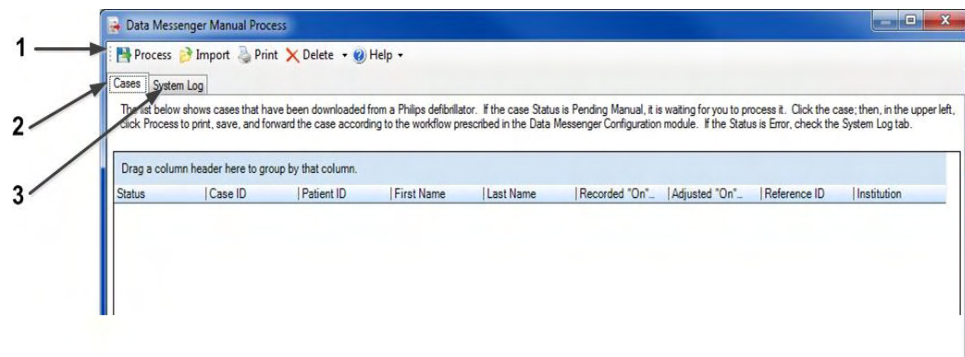 Data Messenger Manual Process
1
Process Import Print Delete Help
Cases System Log
2
The list below shows cases that have been downloaded from a Philips defibrillator. If the case Status is Pending Manual, it is waiting for you to process it. Click the case; then, in the upper left,
click Process to print, save, and forward the case according to the workflow prescribed in the Data Messenger Configuration module. If the Status is Error, check the System Log tab.
3
Drag a column header here to group by that column.
Status Case ID Patient ID First Name Last Name Recorded "On"... Adjusted "On"... Reference ID Institution